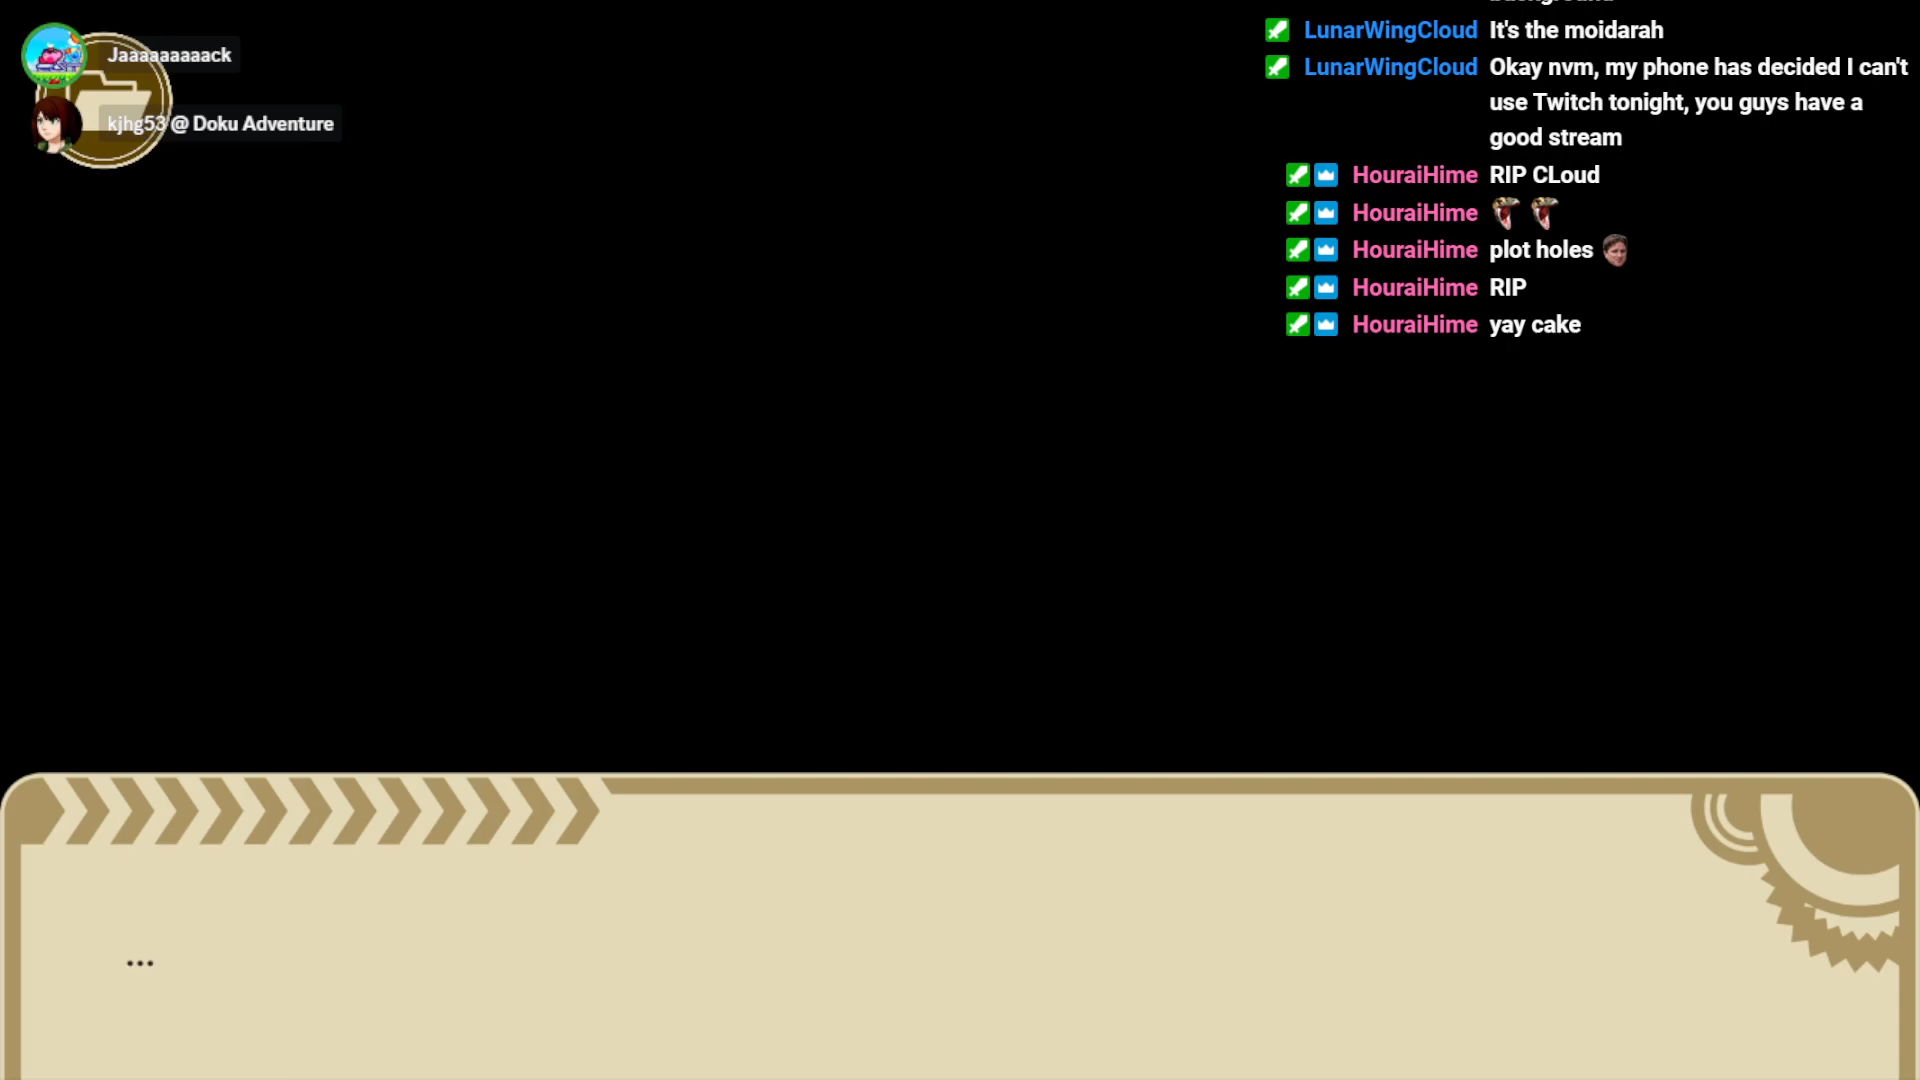 Jaaaaaaaaack
kjhg53 @ Doku Adventure
LunarWingCloud It's the moidarah
LunarWingCloud Okay nvm, my phone has decided I can't
use Twitch tonight, you guys have a
good stream
HouraiHime RIP CLoud
HouraiHime
HouraiHime plot holes
HouraiHime RIP
HouraiHime yay cake
...